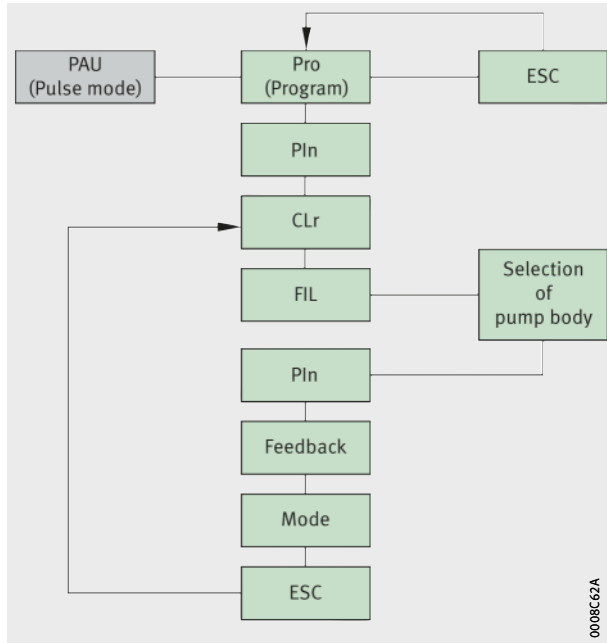 PAU
(Pulse mode)
Pro
(Program)
ESC
PIn
CLr
FIL
Selection
of
pump body
PIn
Feedback
Mode
ESC
0008C62A